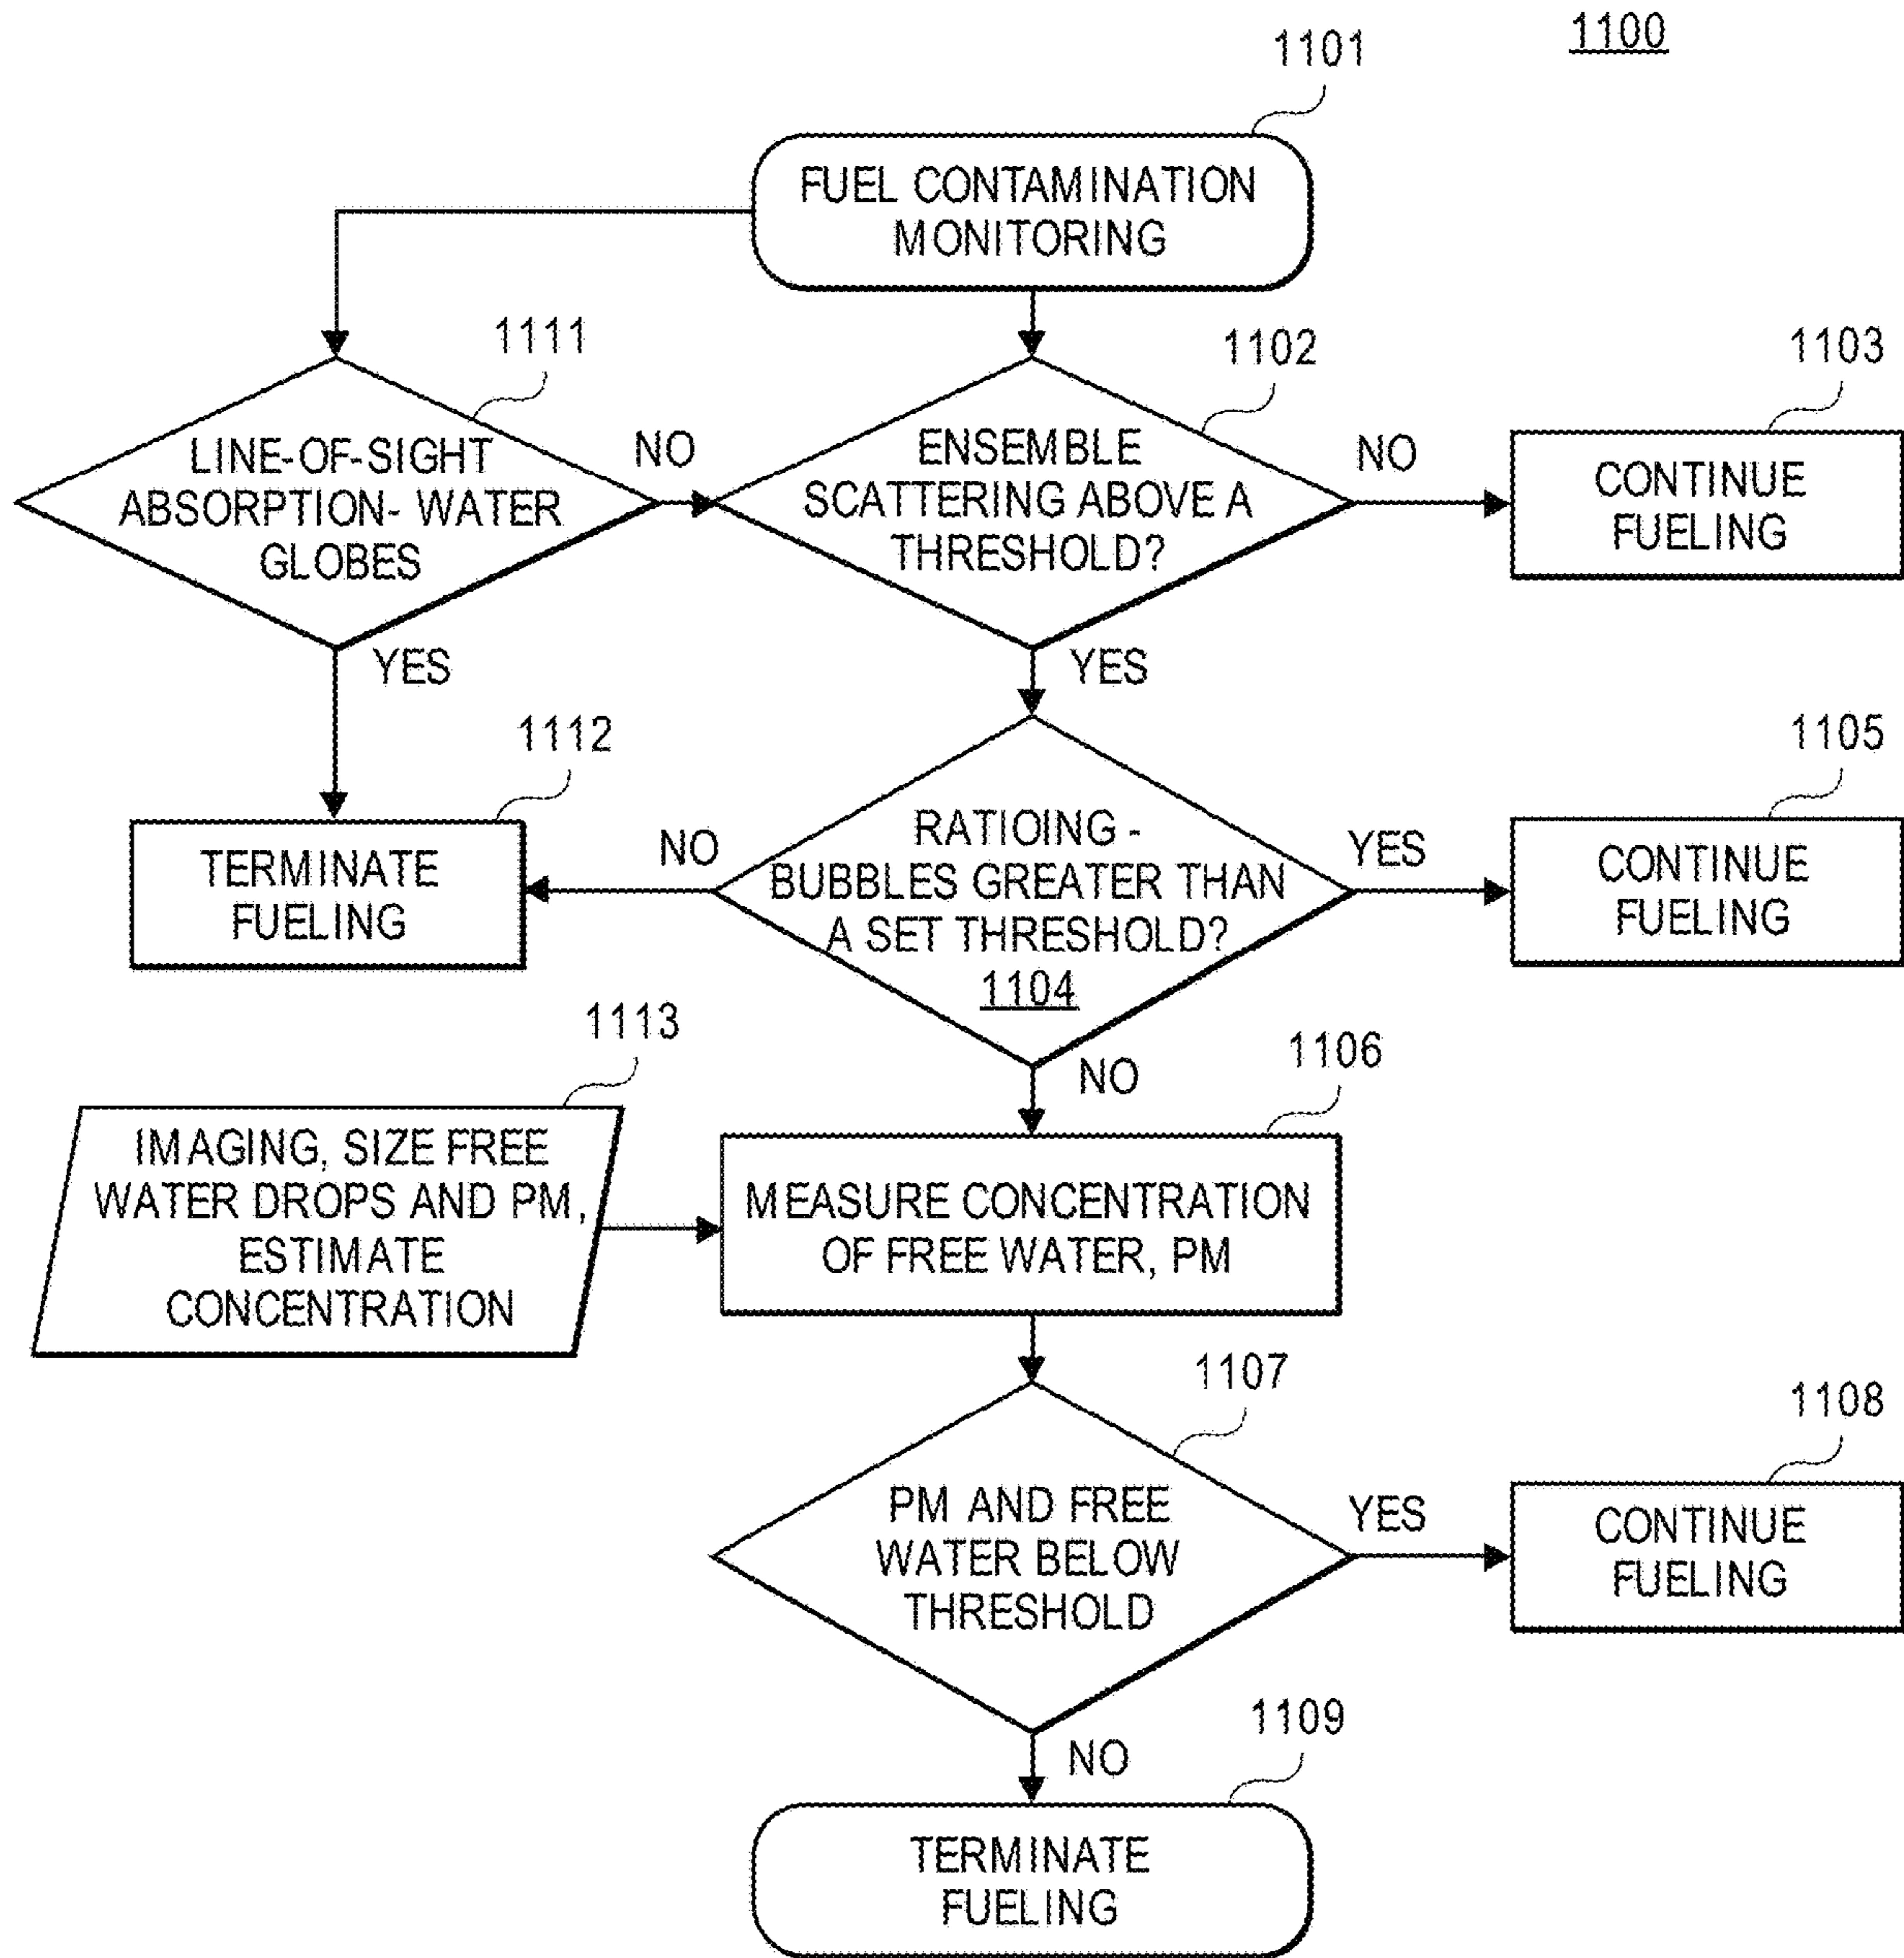 1100
1101
FUEL CONTAMINATION
MONITORING
1111
LINE-OF-SIGHT
ABSORPTION- WATER
GLOBES
NO
YES
1102
ENSEMBLE
SCATTERING ABOVE A
THRESHOLD?
NO
YES
1103
CONTINUE
FUELING
1112
TERMINATE
FUELING
NO
RATIOING -
BUBBLES GREATER THAN
A SET THRESHOLD?
1104
YES
NO
1105
CONTINUE
FUELING
1113
IMAGING, SIZE FREE
WATER DROPS AND PM,
ESTIMATE
CONCENTRATION
1106
MEASURE CONCENTRATION
OF FREE WATER, PM
1107
PM AND FREE
WATER BELOW
THRESHOLD
YES
NO
1108
CONTINUE
FUELING
1109
TERMINATE
FUELING